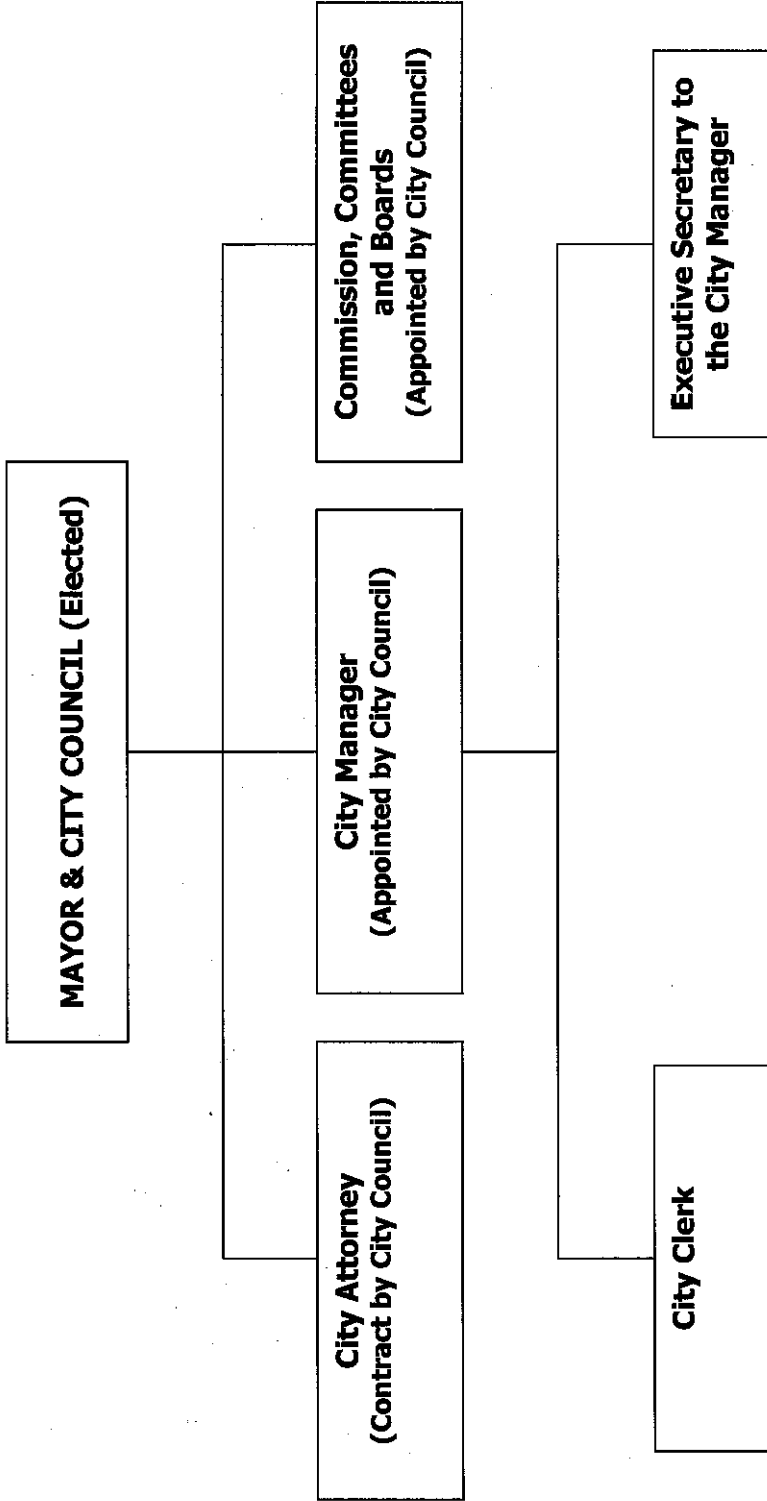 MAYOR & CITY COUNCIL (Elected)
City Attorney
(Contract by City Council)
City Manager
(Appointed by City Council)
Commission, Committees
and Boards
(Appointed by City Council)
City Clerk
Executive Secretary to
the City Manager